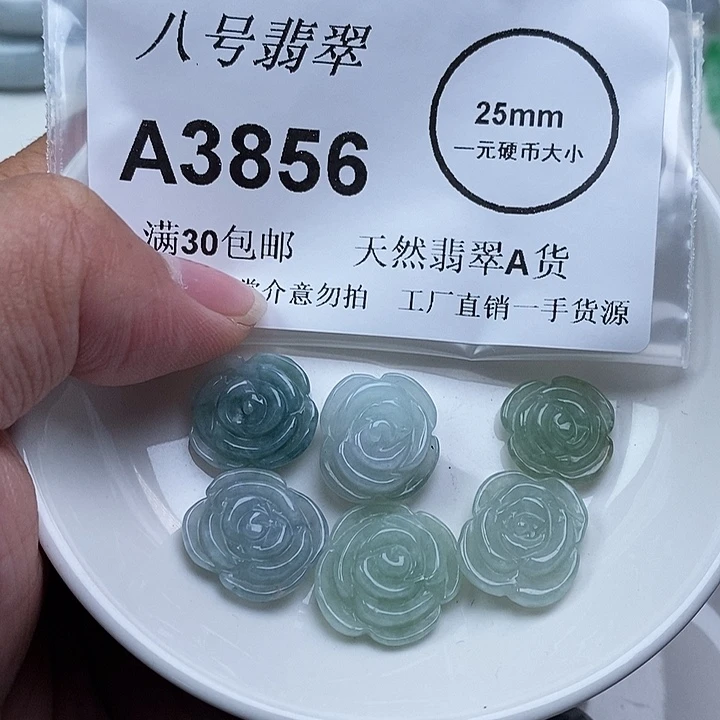 八号翡翠
A3856
25mm
一元硬币大小
满30包邮 天然翡翠A货
介意勿拍 工厂直销一手货源